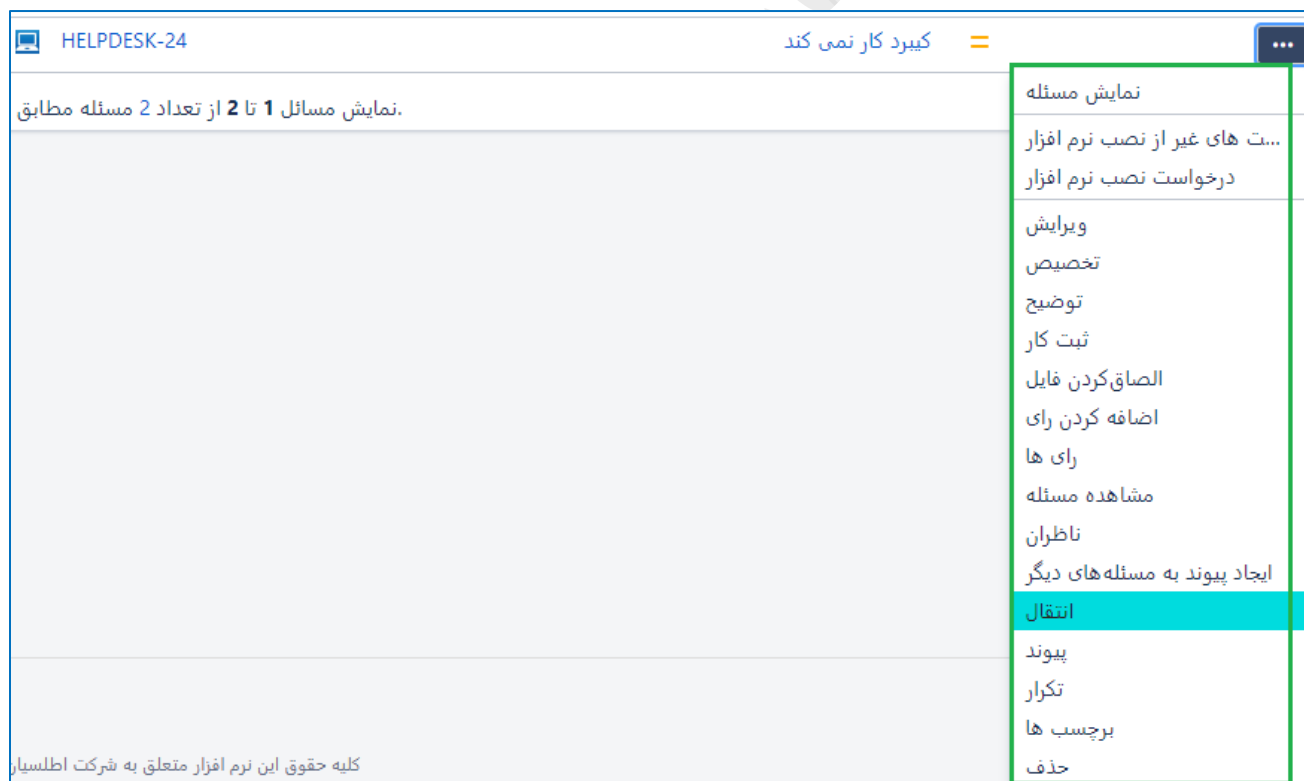 HELPDESK-24
کیبرد کار نمی کند
...
نمایش مسائل 1 تا 2 از تعداد 2 مسئله مطابق.
نمایش مسئله
...ت های غیر از نصب نرم افزار
درخواست نصب نرم افزار
ویرایش
تخصیص
توضیح
ثبت کار
الصاق‌کردن فایل
اضافه کردن رای
رای ها
مشاهده مسئله
ناظران
ایجاد پیوند به مسئله‌های دیگر
انتقال
پیوند
تکرار
برچسب ها
حذف
کلیه حقوق این نرم افزار متعلق به شرکت اطلسیان